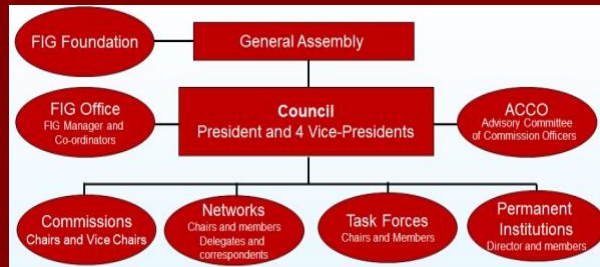 FIG Foundation
General Assembly
FIG Office
FIG Manager and
Co-ordinators
Council
President and 4 Vice-Presidents
ACCO
Advisory Committee
of Commission Officers
Commissions
Chairs and Vice Chairs
Networks
Chairs and members
Delegates and
correspondents
Task Forces
Chairs and Members
Permanent
Institutions
Director and members